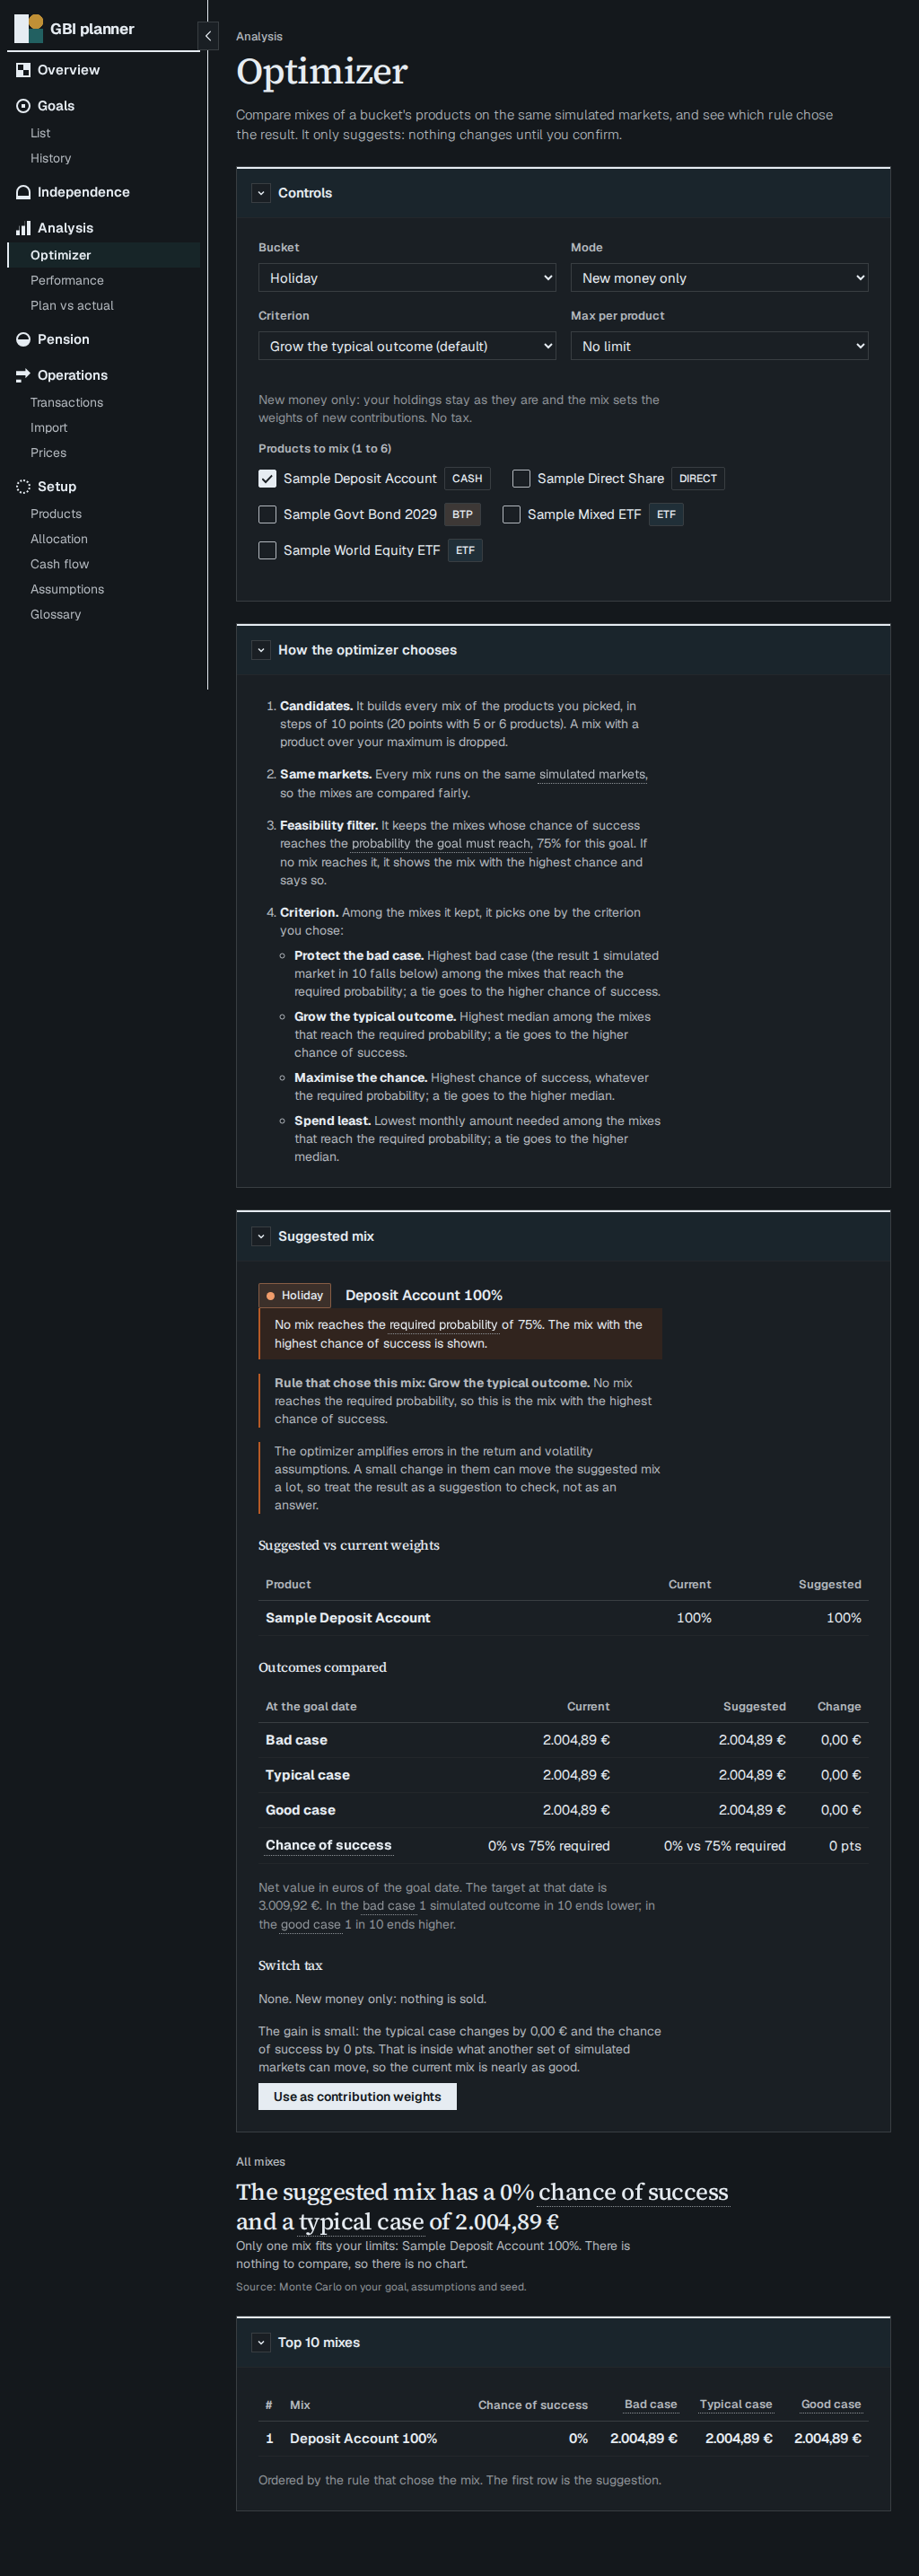 GBI planner
Overview
Goals
List
History
Independence
Analysis
Optimizer
Performance
Plan vs actual
Pension
Operations
Transactions
Import
Prices
Setup
Products
Allocation
Cash flow
Assumptions
Glossary
Analysis
Optimizer
Compare mixes of a bucket's products on the same simulated markets, and see which rule chose
the result. It only suggests: nothing changes until you confirm.
Controls
Bucket Mode
Holiday New money only
Criterion Max per product
Grow the typical outcome (default) No limit
New money only: your holdings stay as they are and the mix sets the
weights of new contributions. No tax.
Products to mix (1 to 6)
Sample Deposit Account CASH Sample Direct Share DIRECT
Sample Govt Bond 2029 BTP Sample Mixed ETF ETF
Sample World Equity ETF ETF
How the optimizer chooses
1. Candidates. It builds every mix of the products you picked, in
steps of 10 points (20 points with 5 or 6 products). A mix with a
product over your maximum is dropped.
2. Same markets. Every mix runs on the same simulated markets,
so the mixes are compared fairly.
3. Feasibility filter. It keeps the mixes whose chance of success
reaches the probability the goal must reach, 75% for this goal. If
no mix reaches it, it shows the mix with the highest chance and
says so.
4. Criterion. Among the mixes it kept, it picks one by the criterion
you chose:
Protect the bad case. Highest bad case (the result 1 simulated
market in 10 falls below) among the mixes that reach the
required probability; a tie goes to the higher chance of success.
Grow the typical outcome. Highest median among the mixes
that reach the required probability; a tie goes to the higher
chance of success.
Maximise the chance. Highest chance of success, whatever
the required probability; a tie goes to the higher median.
Spend least. Lowest monthly amount needed among the mixes
that reach the required probability; a tie goes to the higher
median.
Suggested mix
Holiday Deposit Account 100%
No mix reaches the required probability of 75%. The mix with the
highest chance of success is shown.
Rule that chose this mix: Grow the typical outcome. No mix
reaches the required probability, so this is the mix with the highest
chance of success.
The optimizer amplifies errors in the return and volatility
assumptions. A small change in them can move the suggested mix
a lot, so treat the result as a suggestion to check, not as an
answer.
Suggested vs current weights
Product Current Suggested
Sample Deposit Account 100% 100%
Outcomes compared
At the goal date Current Suggested Change
Bad case 2.004,89 € 2.004,89 € 0,00 €
Typical case 2.004,89 € 2.004,89 € 0,00 €
Good case 2.004,89 € 2.004,89 € 0,00 €
Chance of success 0% vs 75% required 0% vs 75% required 0 pts
Net value in euros of the goal date. The target at that date is
3.009,92 €. In the bad case 1 simulated outcome in 10 ends lower; in
the good case 1 in 10 ends higher.
Switch tax
None. New money only: nothing is sold.
The gain is small: the typical case changes by 0,00 € and the chance
of success by 0 pts. That is inside what another set of simulated
markets can move, so the current mix is nearly as good.
Use as contribution weights
All mixes
The suggested mix has a 0% chance of success
and a typical case of 2.004,89 €
Only one mix fits your limits: Sample Deposit Account 100%. There is
nothing to compare, so there is no chart.
Source: Monte Carlo on your goal, assumptions and seed.
Top 10 mixes
# Mix Chance of success Bad case Typical case Good case
1 Deposit Account 100% 0% 2.004,89 € 2.004,89 € 2.004,89 €
Ordered by the rule that chose the mix. The first row is the suggestion.